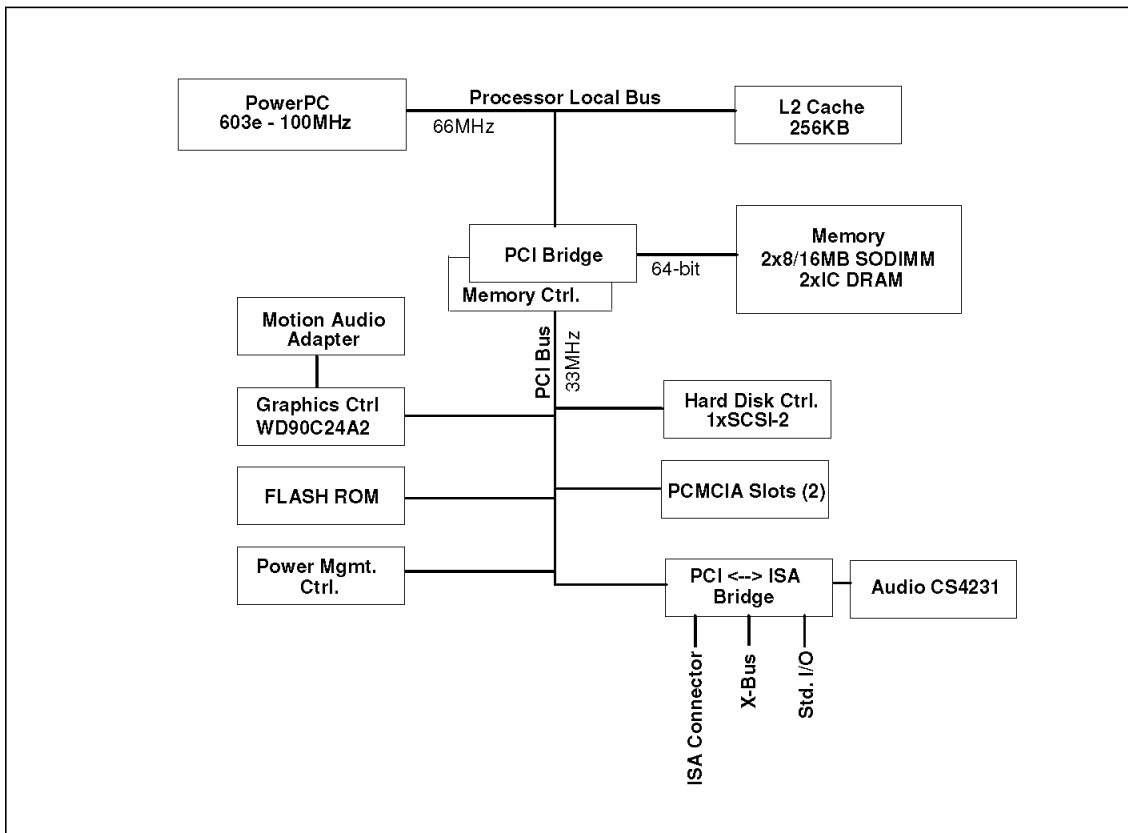 PowerPC
603e - 100MHz
Processor Local Bus
66MHz
L2 Cache
256KB
PCI Bridge
Memory Ctrl.
64-bit
Memory
2x8/16MB SODIMM
2xIC DRAM
Motion Audio
Adapter
PCI Bus
33MHz
Graphics Ctrl
WD90C24A2
Hard Disk Ctrl.
1xSCSI-2
FLASH ROM
PCMCIA Slots (2)
Power Mgmt.
Ctrl.
PCI <--> ISA
Bridge
Audio CS4231
ISA Connector
X-Bus
Std. I/O